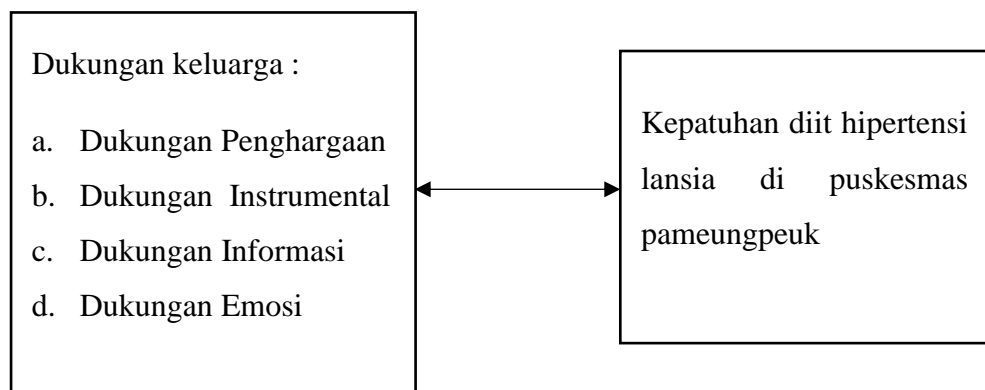 Dukungan keluarga :
a. Dukungan Penghargaan
b. Dukungan Instrumental
c. Dukungan Informasi
d. Dukungan Emosi
Kepatuhan diit hipertensi
lansia di puskesmas
pameungpeuk